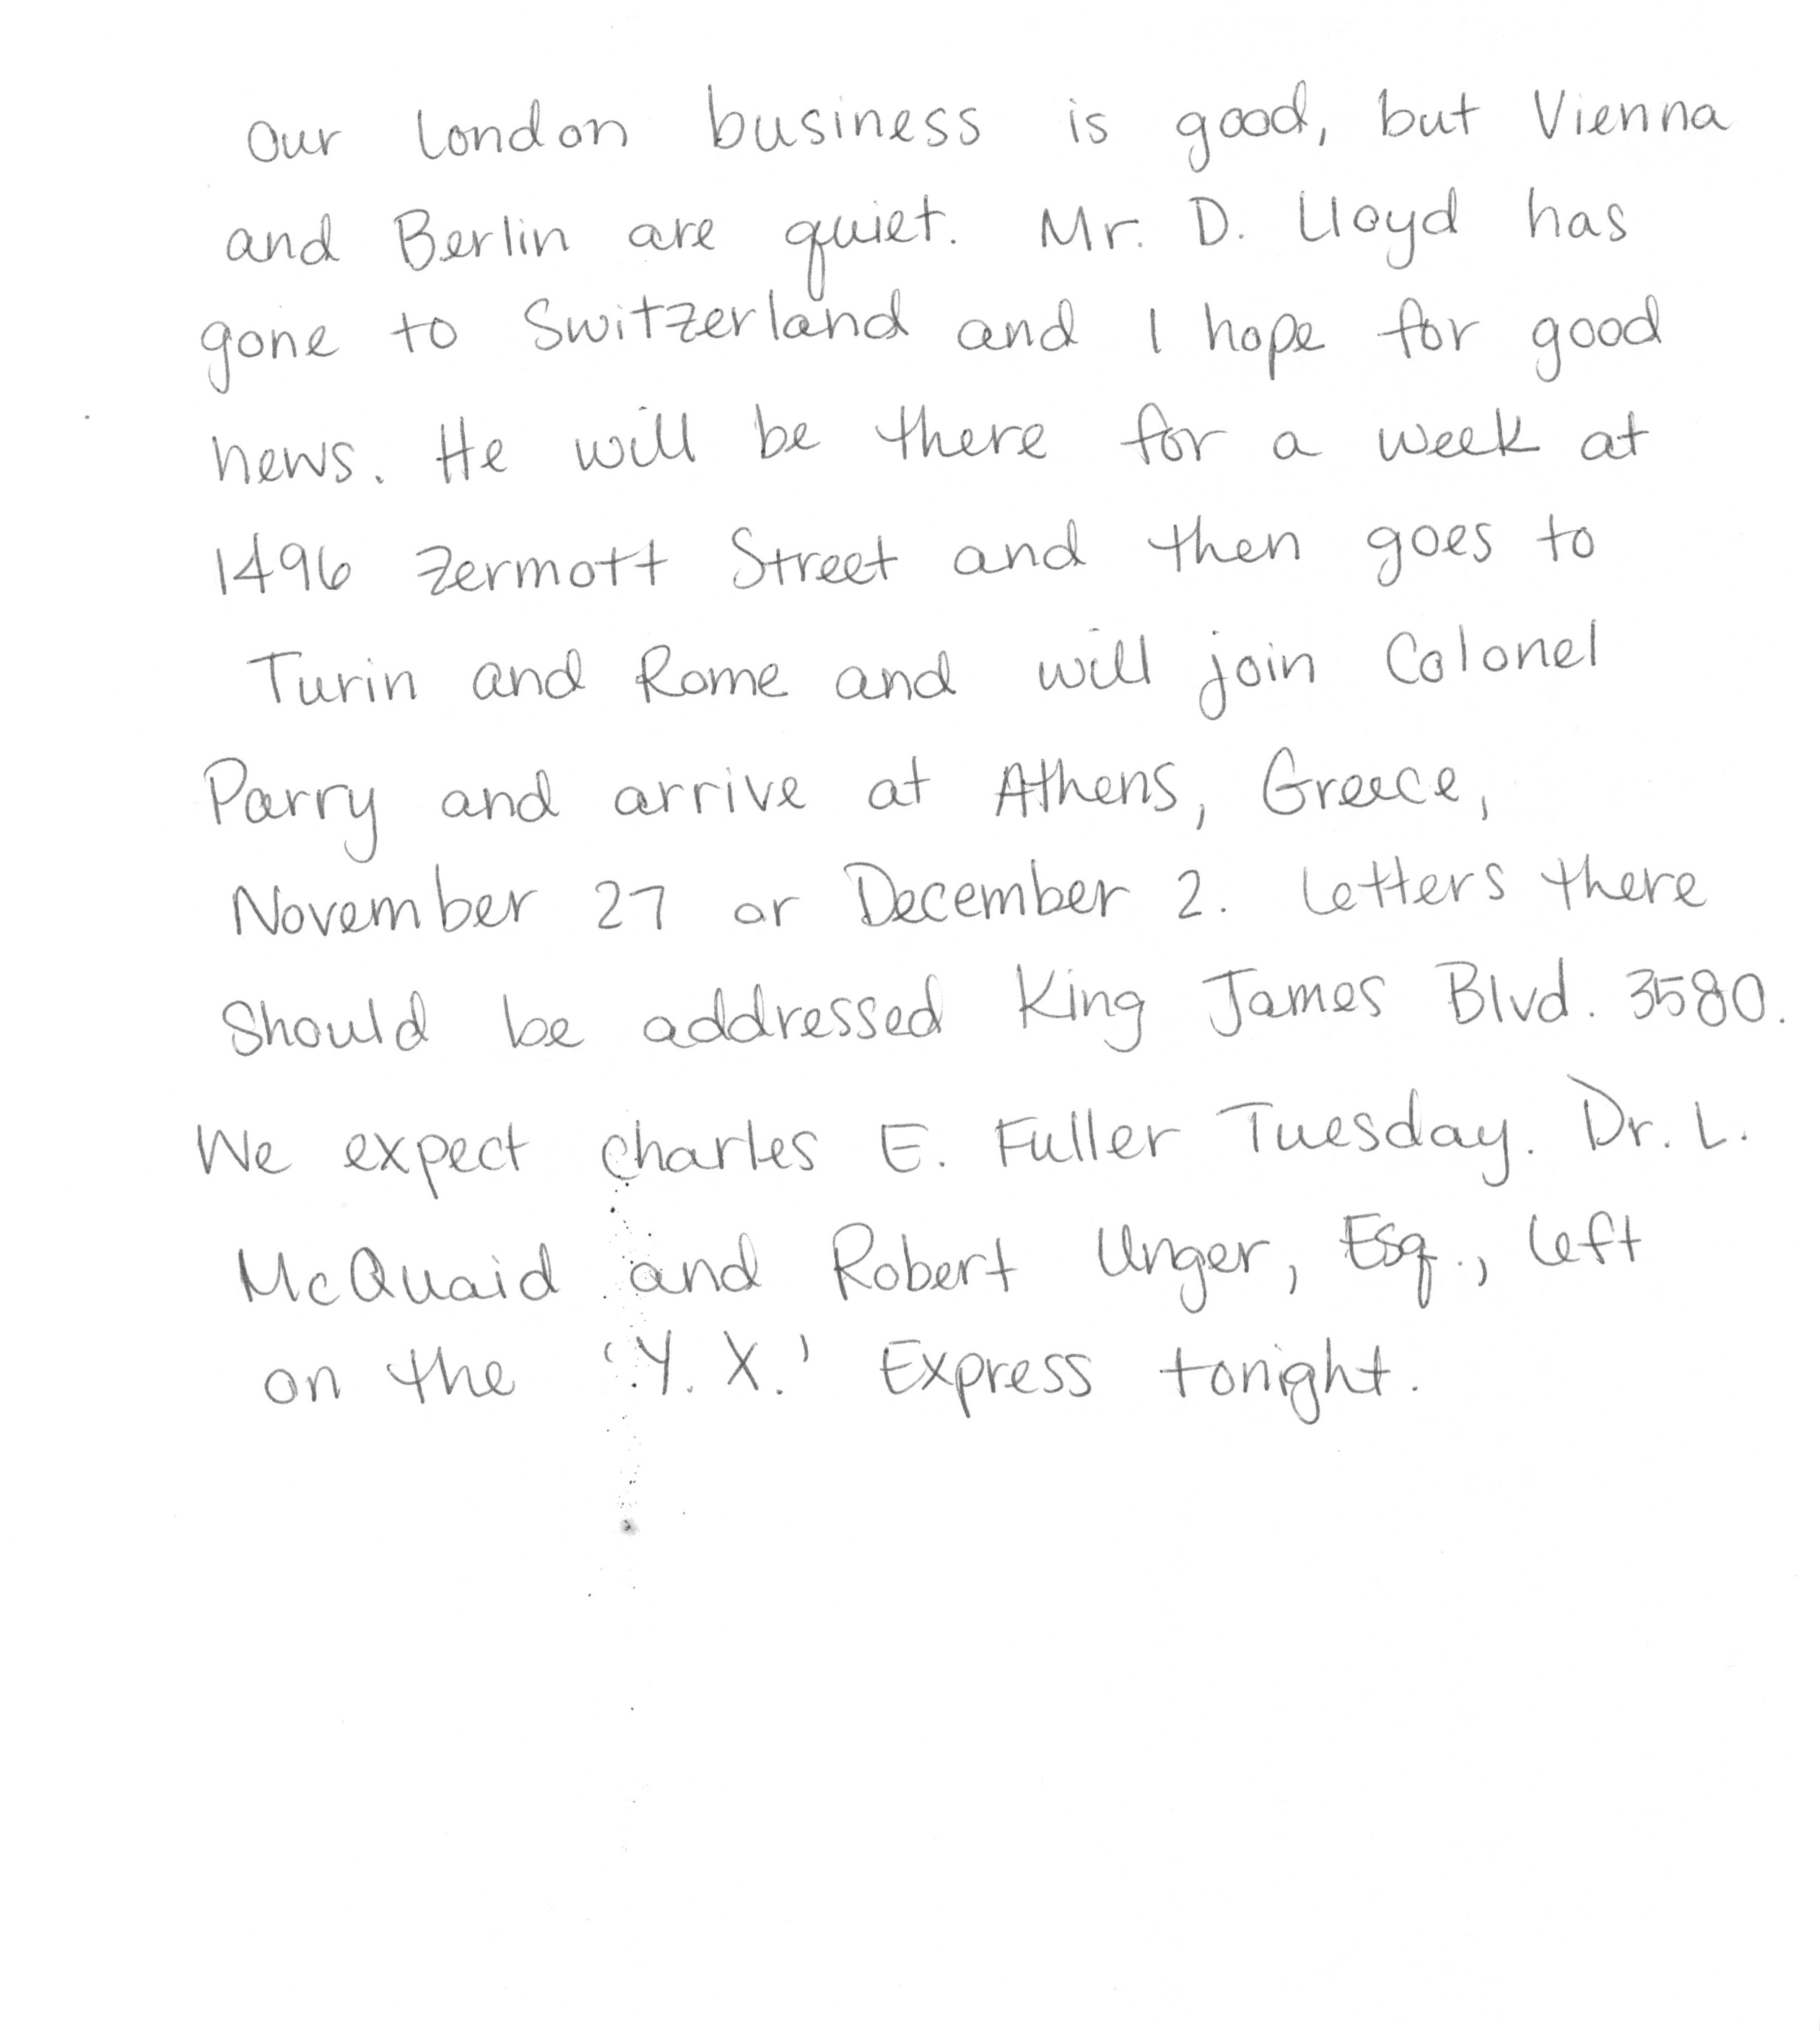 Our London business is good, but Vienna
and Berlin are quiet. Mr. D. Lloyd has
gone to Switzerland and I hope for good
news. He will be there for a week at
1496 Zermott Street and then goes to
Turin and Rome and will join Colonel
Parry and arrive at Athens, Greece,
November 27 or December 2. Letters there
Should be addressed King James Blvd. 3580.
We expect Charles E. Fuller Tuesday. Dr. L.
McQuaid and Robert Unger, Esq., left
on the 'Y. X.' Express tonight.